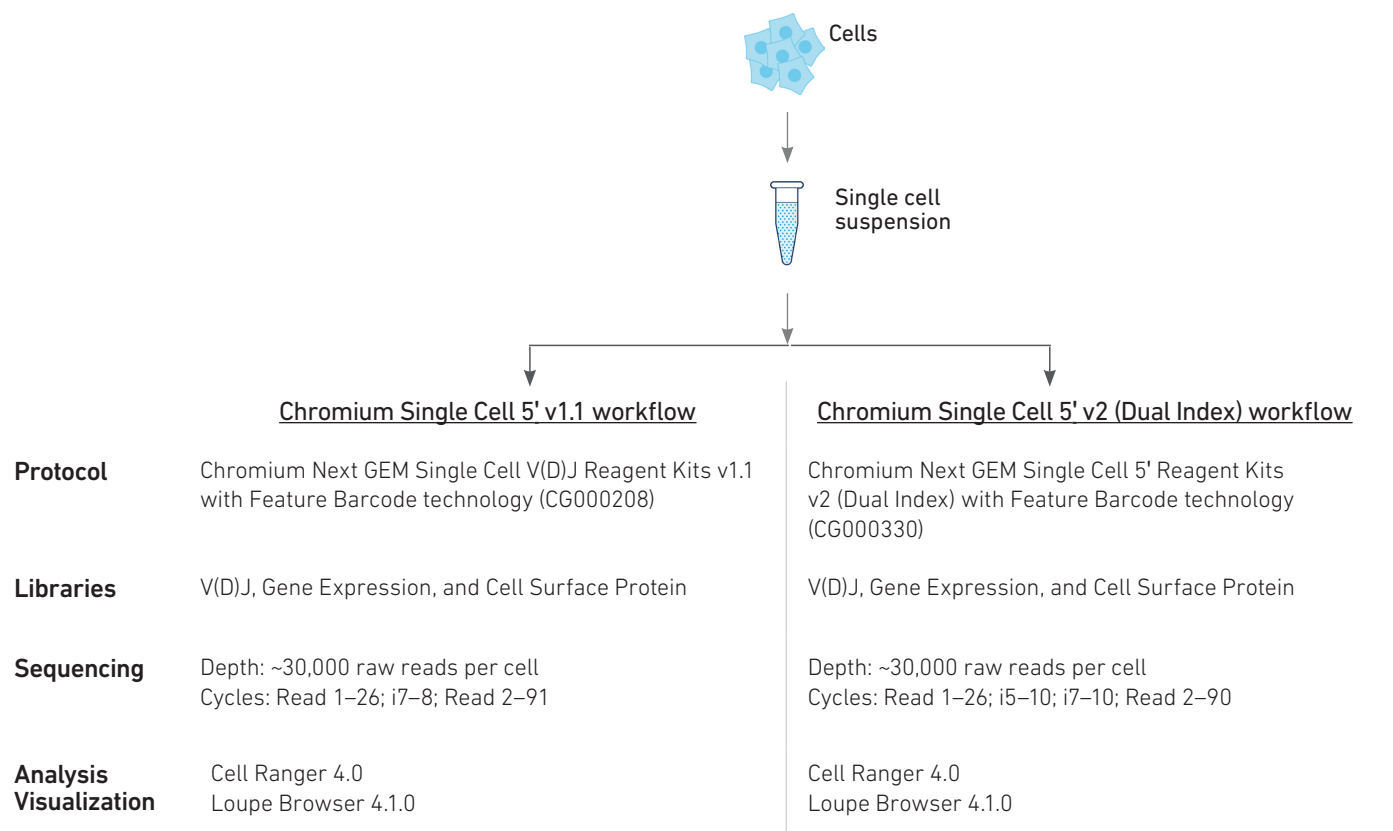 Cells
Single cell
suspension
Chromium Single Cell 5' v1.1 workflow
Chromium Single Cell 5' v2 (Dual Index) workflow
Protocol
Chromium Next GEM Single Cell V(D)J Reagent Kits v1.1
with Feature Barcode technology (CG000208)
Chromium Next GEM Single Cell 5' Reagent Kits
v2 (Dual Index) with Feature Barcode technology
(CG000330)
Libraries
V(D)J, Gene Expression, and Cell Surface Protein
V(D)J, Gene Expression, and Cell Surface Protein
Sequencing
Depth: ~30,000 raw reads per cell
Cycles: Read 1–26; i7–8; Read 2–91
Depth: ~30,000 raw reads per cell
Cycles: Read 1–26; i5–10; i7–10; Read 2–90
Analysis
Visualization
Cell Ranger 4.0
Loupe Browser 4.1.0
Cell Ranger 4.0
Loupe Browser 4.1.0